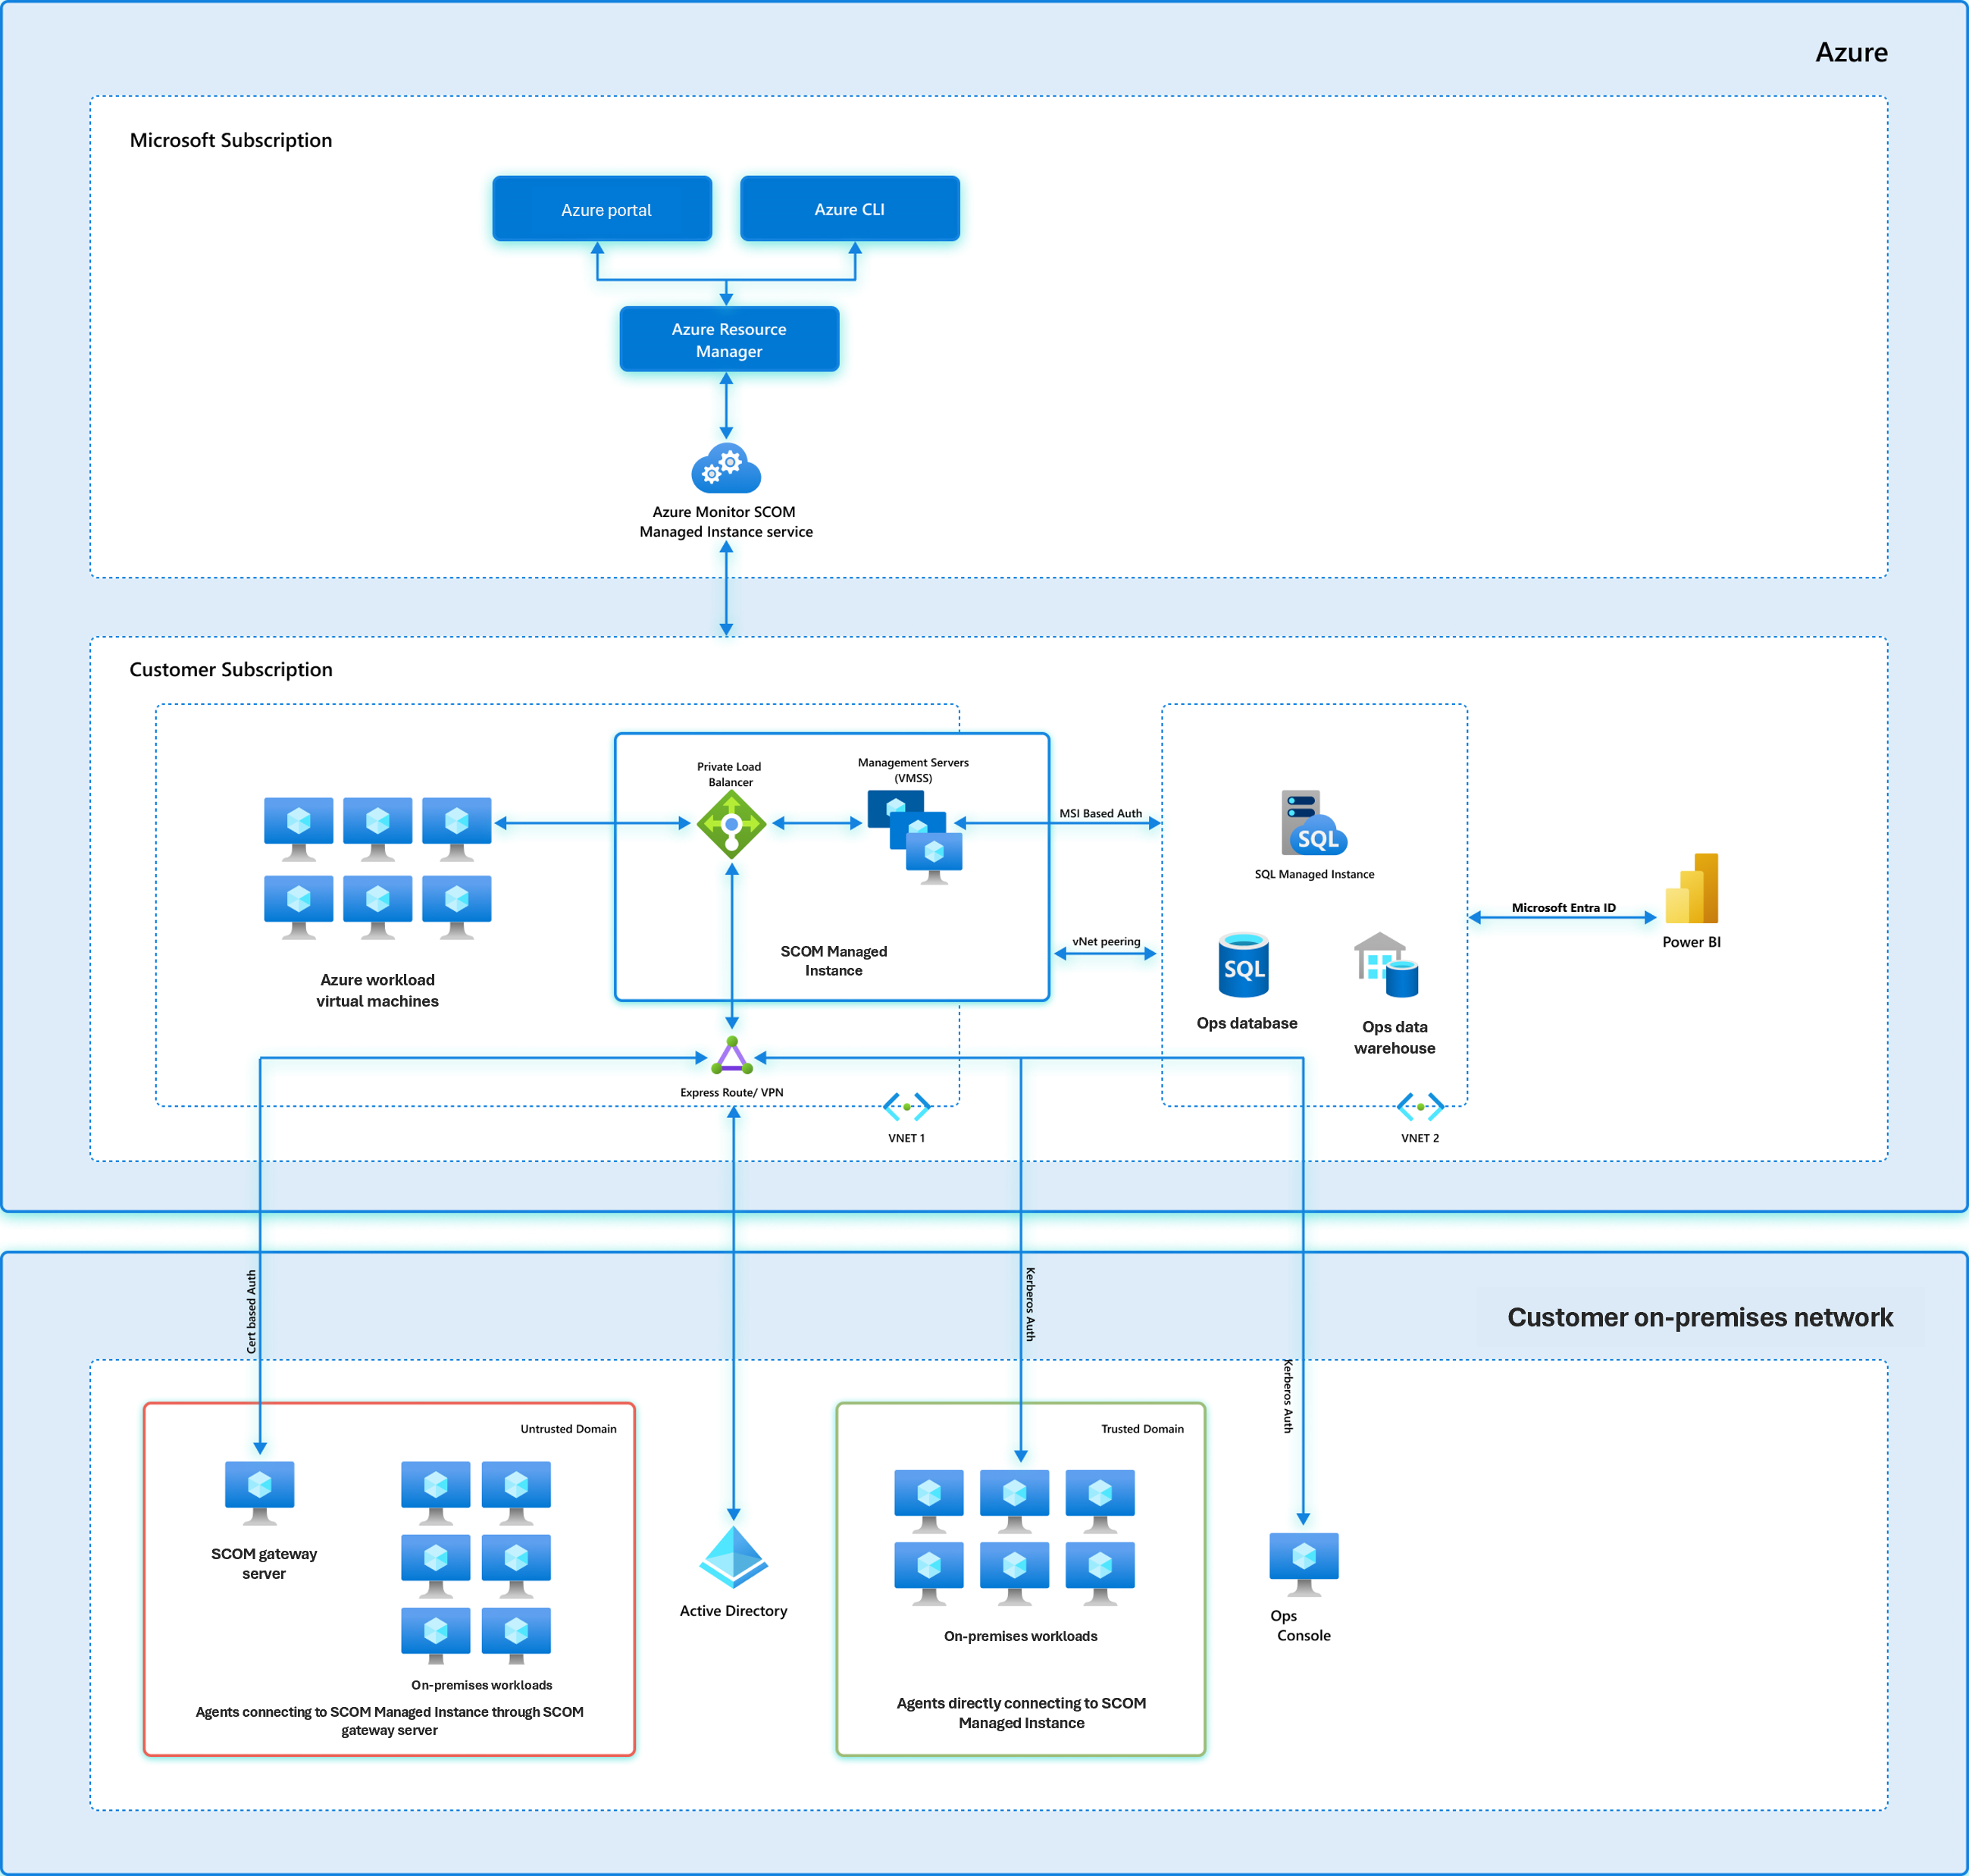 Azure
Microsoft Subscription
Azure portal
Azure CLI
Azure Resource
Manager
Azure Monitor SCOM
Managed Instance service
Customer Subscription
Private Load
Balancer
Management Servers
(VMSS)
MSI Based Auth
SQL
SQL Managed Instance
Microsoft Entra ID
Power BI
vNet peering
SCOM Managed
Instance
Azure workload
virtual machines
SQL
Ops database
Ops data
warehouse
Express Route/ VPN
VNET 1
VNET 2
Cert based Auth
Kerberos Auth
Kerberos Auth
Customer on-premises network
Untrusted Domain
Trusted Domain
SCOM gateway
server
Active Directory
On-premises workloads
Ops
Console
On-premises workloads
Agents connecting to SCOM Managed Instance through SCOM
gateway server
Agents directly connecting to SCOM
Managed Instance